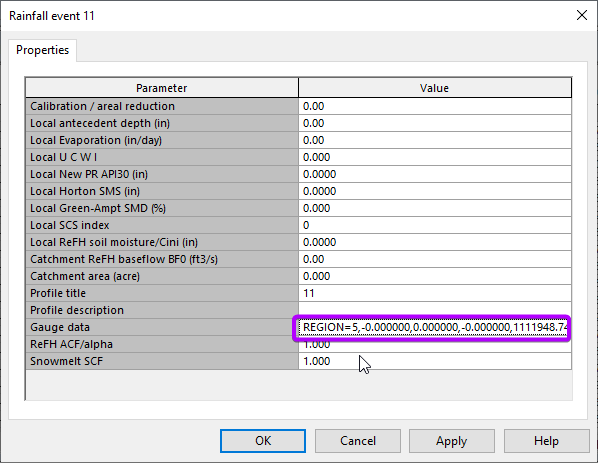 Rainfall event 11
Properties
Parameter Value
Calibration / areal reduction 0.00
Local antecedent depth (in) 0.00
Local Evaporation (in/day) 0.00
Local U C W I 0.000
Local New PR API30 (in) 0.0000
Local Horton SMS (in) 0.0000
Local Green-Ampt SMD (%) 0.000
Local SCS index 0
Local ReFH soil moisture/Cini (in) 0.0000
Catchment ReFH baseflow BF0 (ft3/s) 0.00
Catchment area (acre) 0.000
Profile title 11
Profile description
Gauge data REGION=5,-0.000000,0.000000,-0.000000,1111948.74
ReFH ACF/alpha 1.000
Snowmelt SCF 1.000
OK Cancel Apply Help